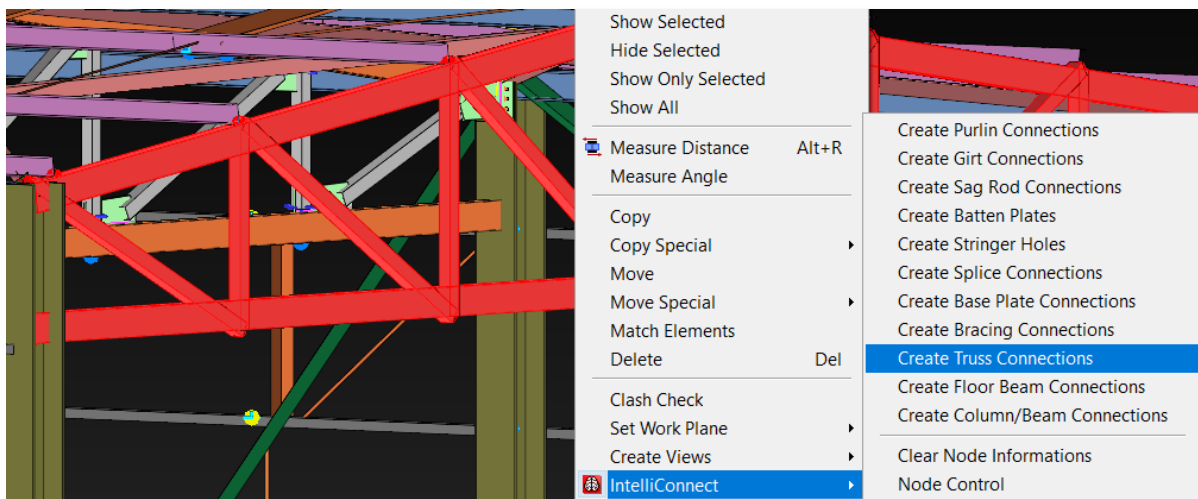 Show Selected
Hide Selected
Show Only Selected
Show All
Measure Distance Alt+R
Measure Angle
Copy
Copy Special
Move
Move Special
Match Elements
Delete Del
Clash Check
Set Work Plane
Create Views
IntelliConnect
Create Purlin Connections
Create Girt Connections
Create Sag Rod Connections
Create Batten Plates
Create Stringer Holes
Create Splice Connections
Create Base Plate Connections
Create Bracing Connections
Create Truss Connections
Create Floor Beam Connections
Create Column/Beam Connections
Clear Node Informations
Node Control